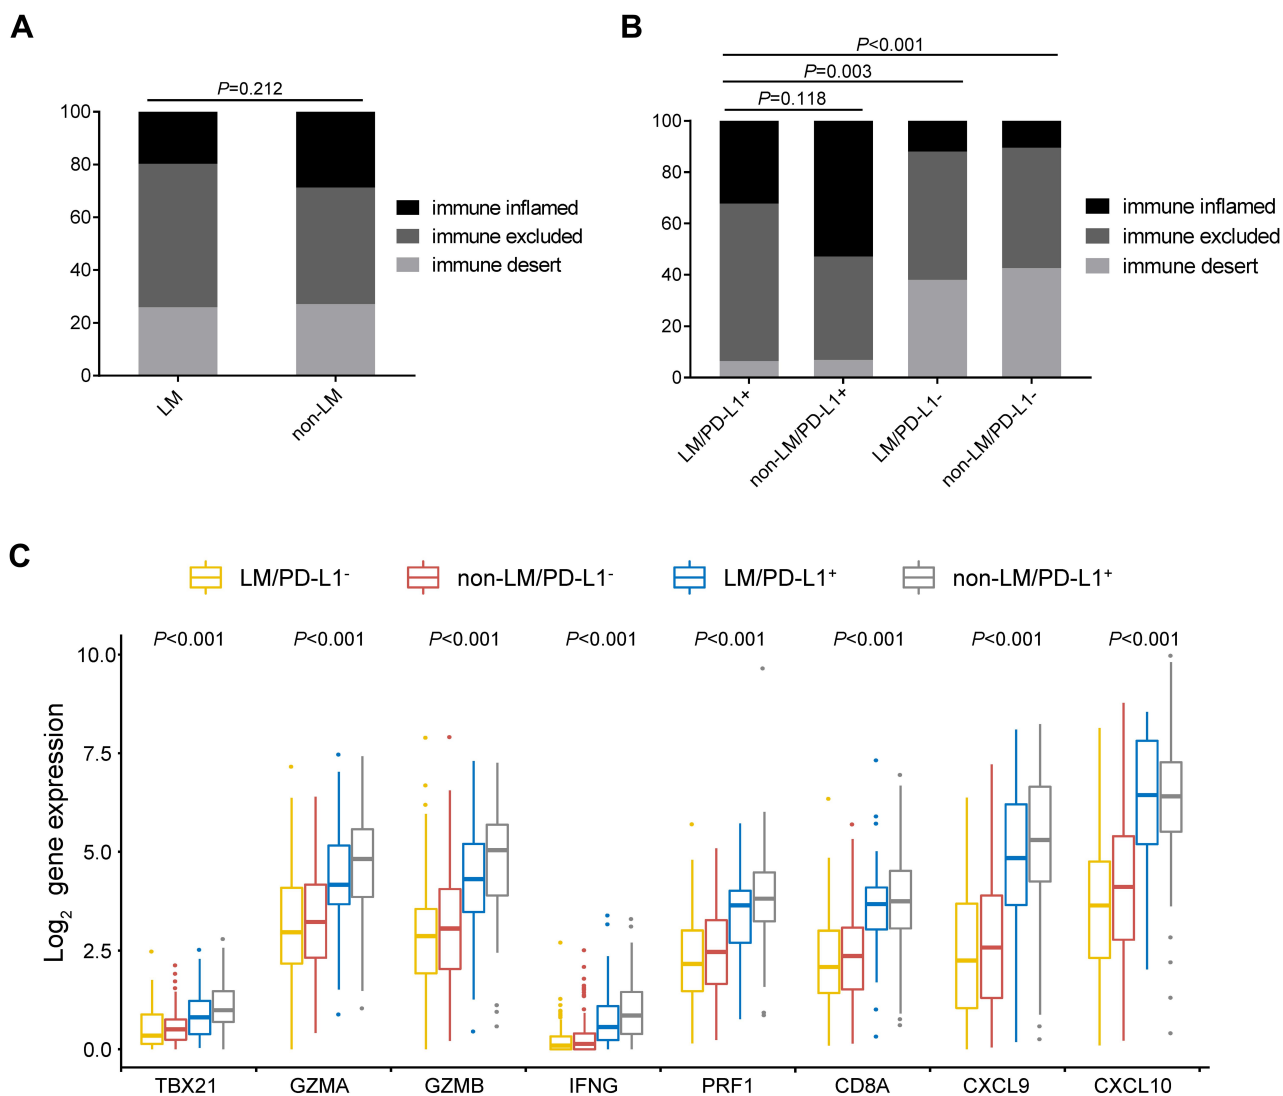 A
P=0.212
100
80
60
40
20
0
LM
non-LM
immune inflamed
immune excluded
immune desert
B
P<0.001
P=0.003
P=0.118
100
80
60
40
20
0
LM/PD-L1+
non-LM/PD-L1+
LM/PD-L1-
non-LM/PD-L1-
immune inflamed
immune excluded
immune desert
C
LM/PD-L1⁻ non-LM/PD-L1⁻ LM/PD-L1⁺ non-LM/PD-L1⁺
P<0.001 P<0.001 P<0.001 P<0.001 P<0.001 P<0.001 P<0.001 P<0.001
Log₂ gene expression
10.0
7.5
5.0
2.5
0.0
TBX21 GZMA GZMB IFNG PRF1 CD8A CXCL9 CXCL10